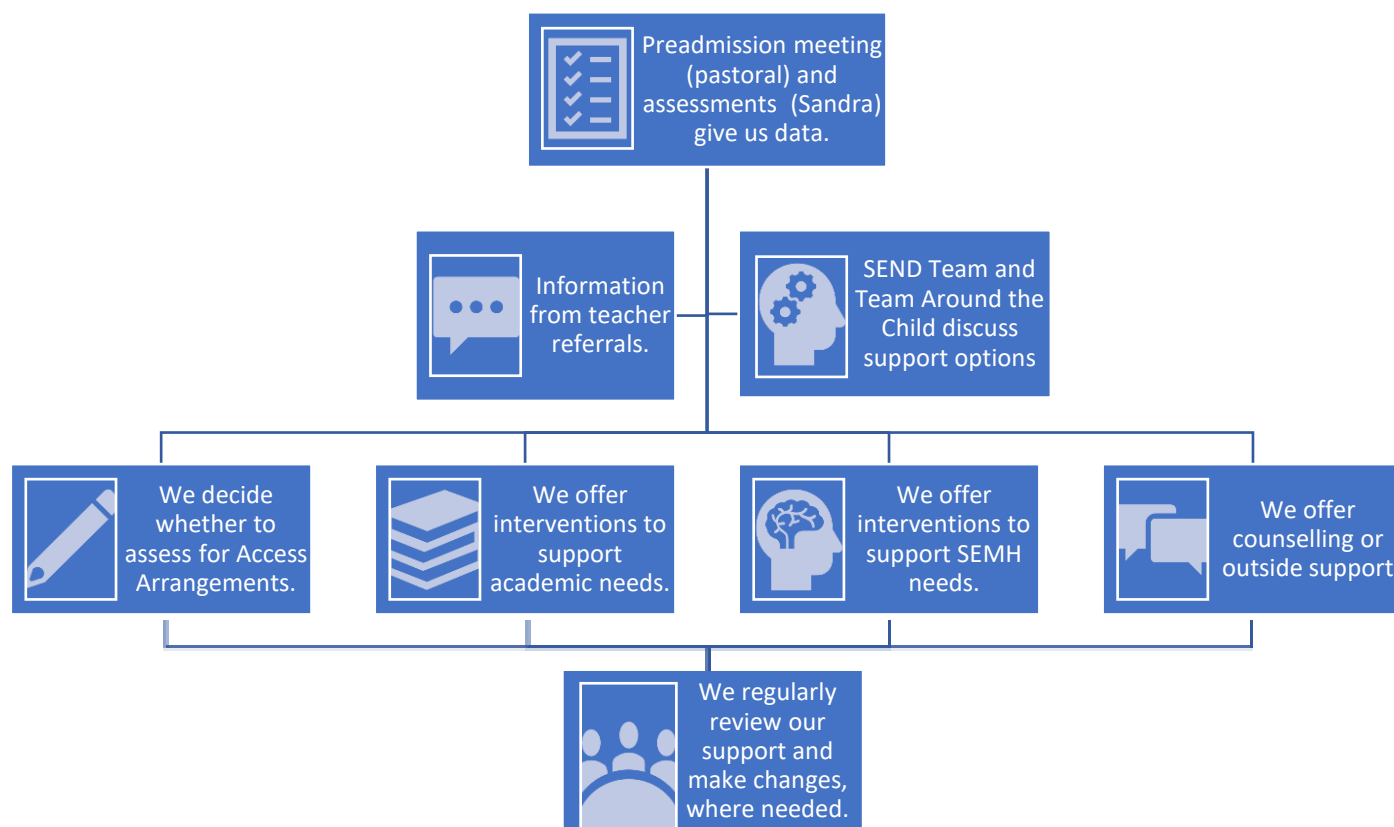 Preadmission meeting
(pastoral) and
assessments (Sandra)
give us data.
Information
from teacher
referrals.
SEND Team and
Team Around the
Child discuss
support options
We decide
whether to
assess for Access
Arrangements.
We offer
interventions to
support
academic needs.
We offer
interventions to
support SEMH
needs.
We offer
counselling or
outside support
We regularly
review our
support and
make changes,
where needed.